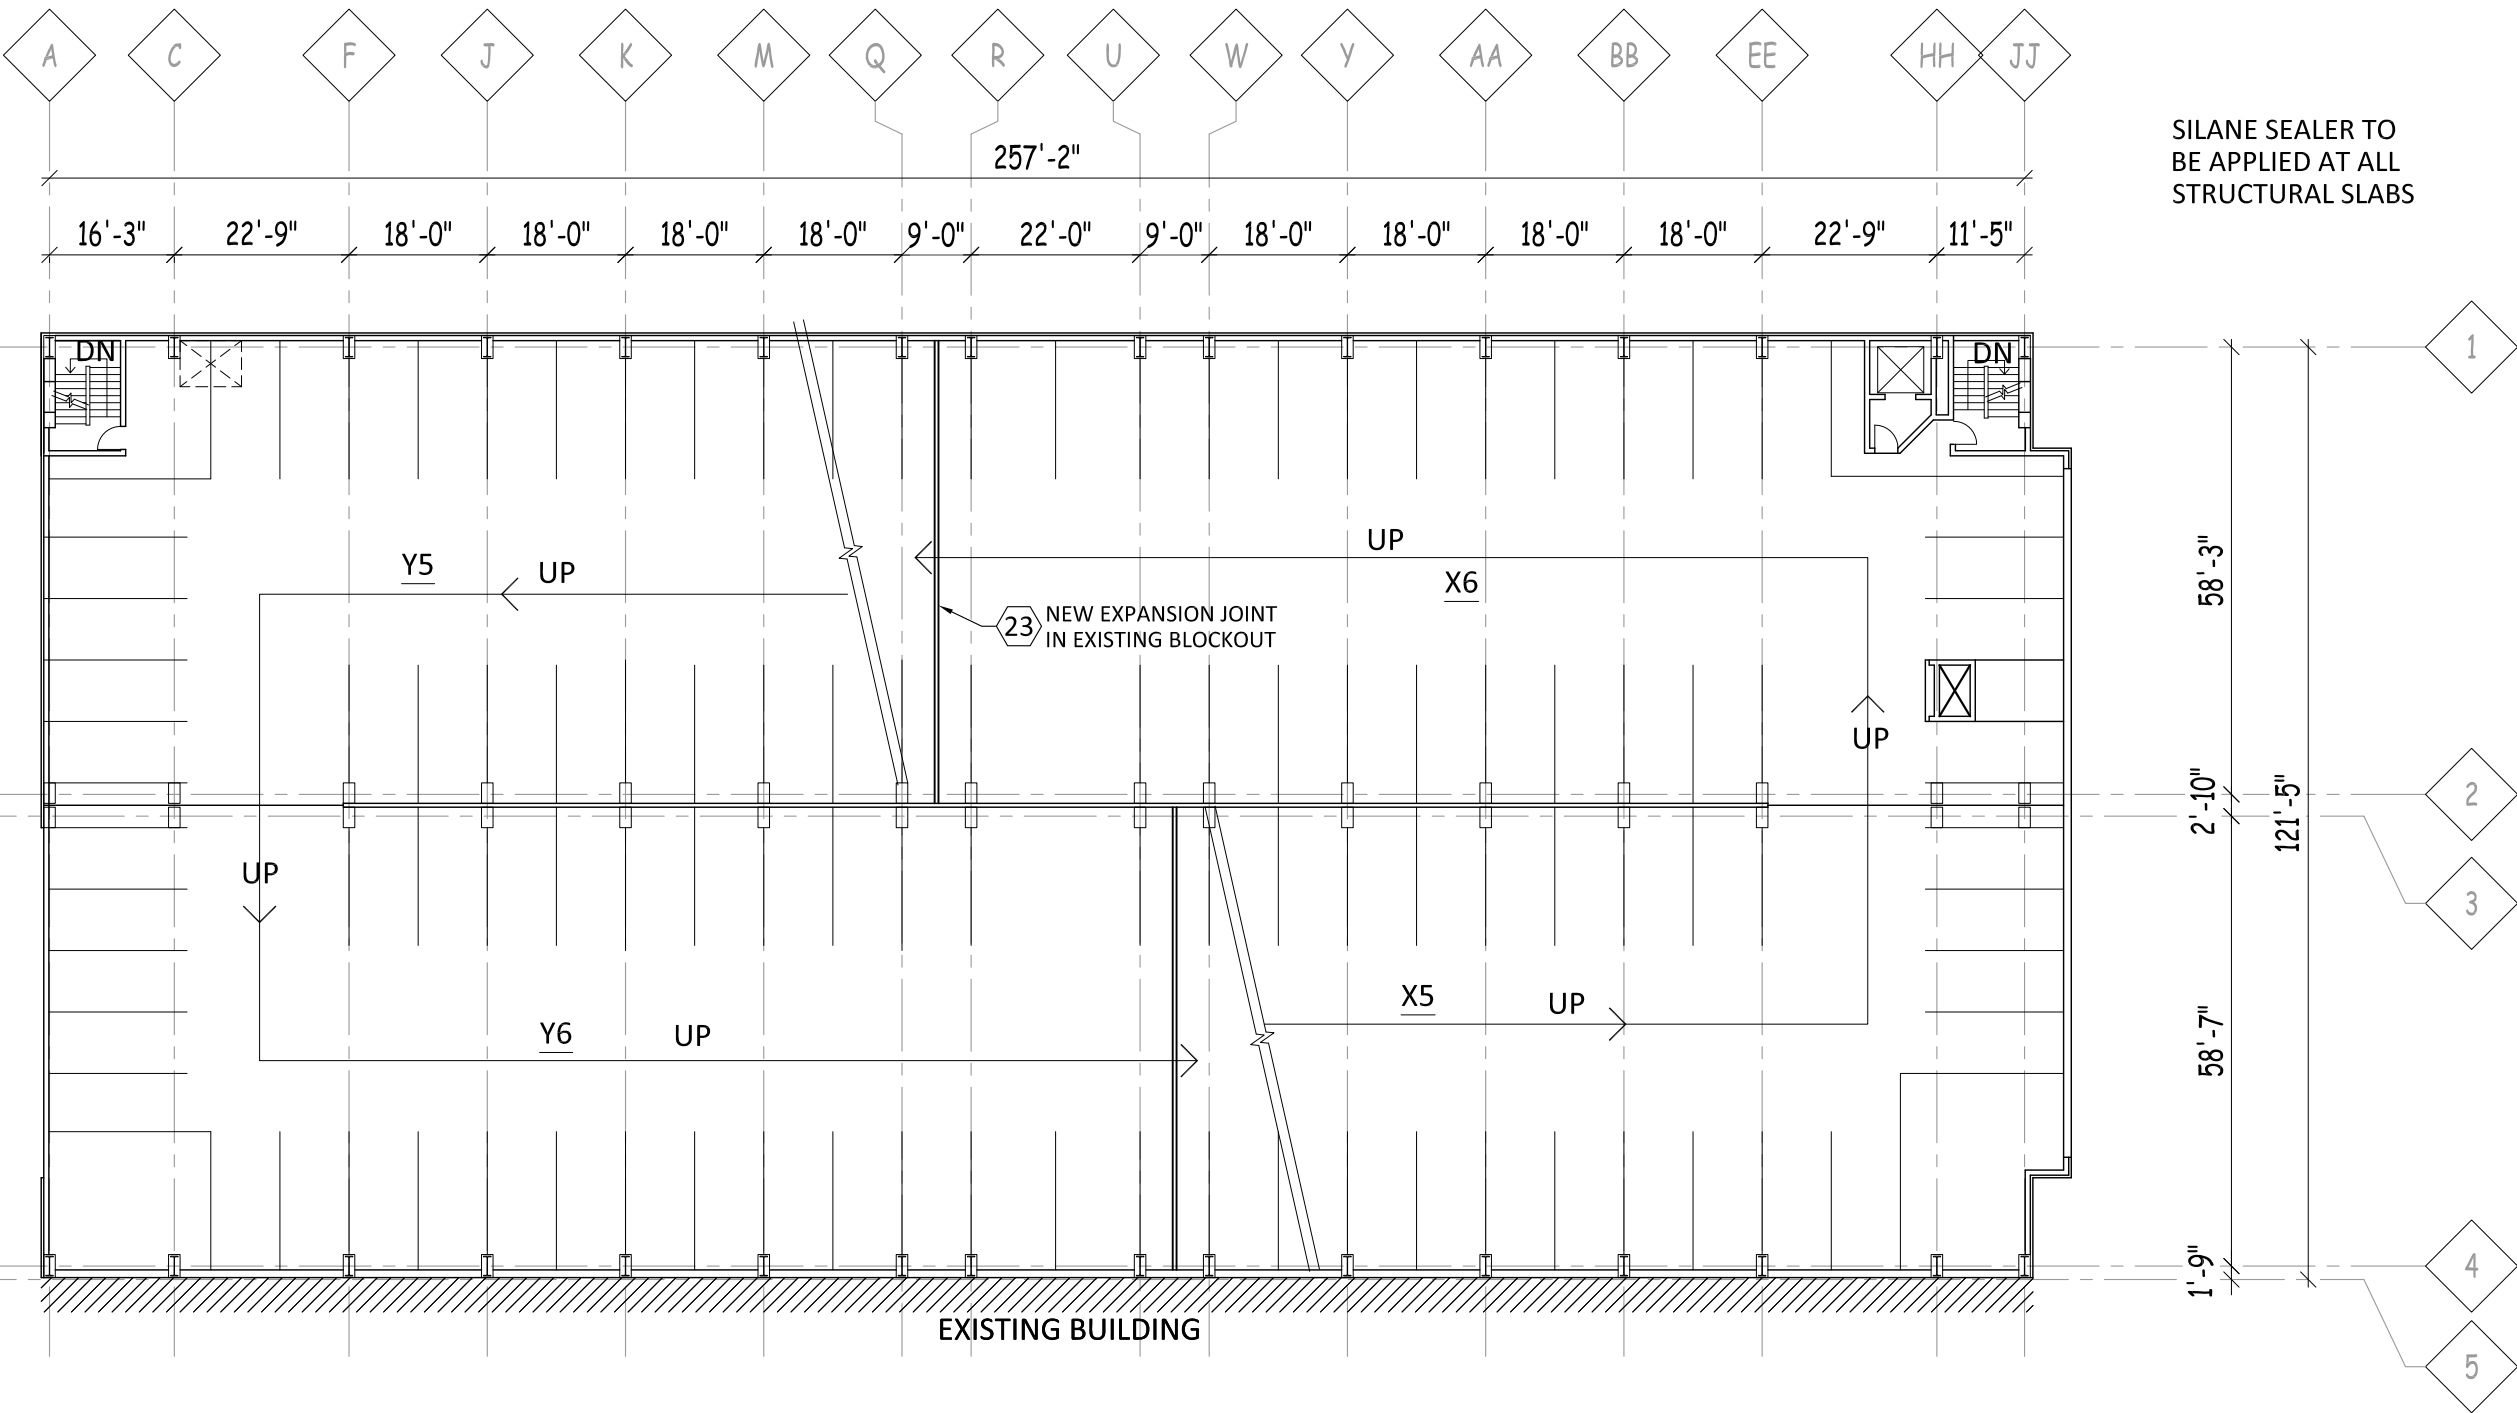 A C F J K M Q R U W Y AA BB EE HH JJ
SILANE SEALER TO
BE APPLIED AT ALL
STRUCTURAL SLABS
257'-2"
16'-3" 22'-9" 18'-0" 18'-0" 18'-0" 18'-0" 9'-0" 22'-0" 9'-0" 18'-0" 18'-0" 18'-0" 18'-0" 22'-9" 11'-5"
1
DN
DN
UP
Y5
UP
X6
58'-3"
23
NEW EXPANSION JOINT
IN EXISTING BLOCKOUT
UP
2
2'-10"
121'-5"
UP
3
X5
UP
Y6
UP
58'-7"
4
1'-9"
EXISTING BUILDING
5